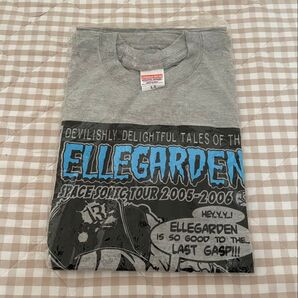 DEVILISHLY DELIGHTFUL TALES OF TH
ELLEGARDEN
SPACE SONIC TOUR 2005-2006
HEY,Y,Y,!
ELLEGARDEN
IS SO GOOD TO THE
LAST GASP!!!